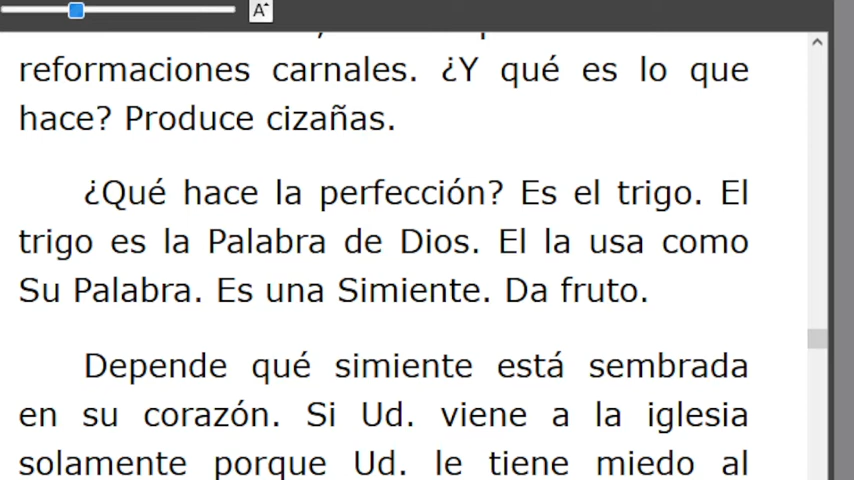 A
reformaciones carnales. ¿Y qué es lo que
hace? Produce cizañas.
¿Qué hace la perfección? Es el trigo. El
trigo es la Palabra de Dios. El la usa como
Su Palabra. Es una Simiente. Da fruto.
Depende qué simiente está sembrada
en su corazón. Si Ud. viene a la iglesia
solamente porque Ud. le tiene miedo al